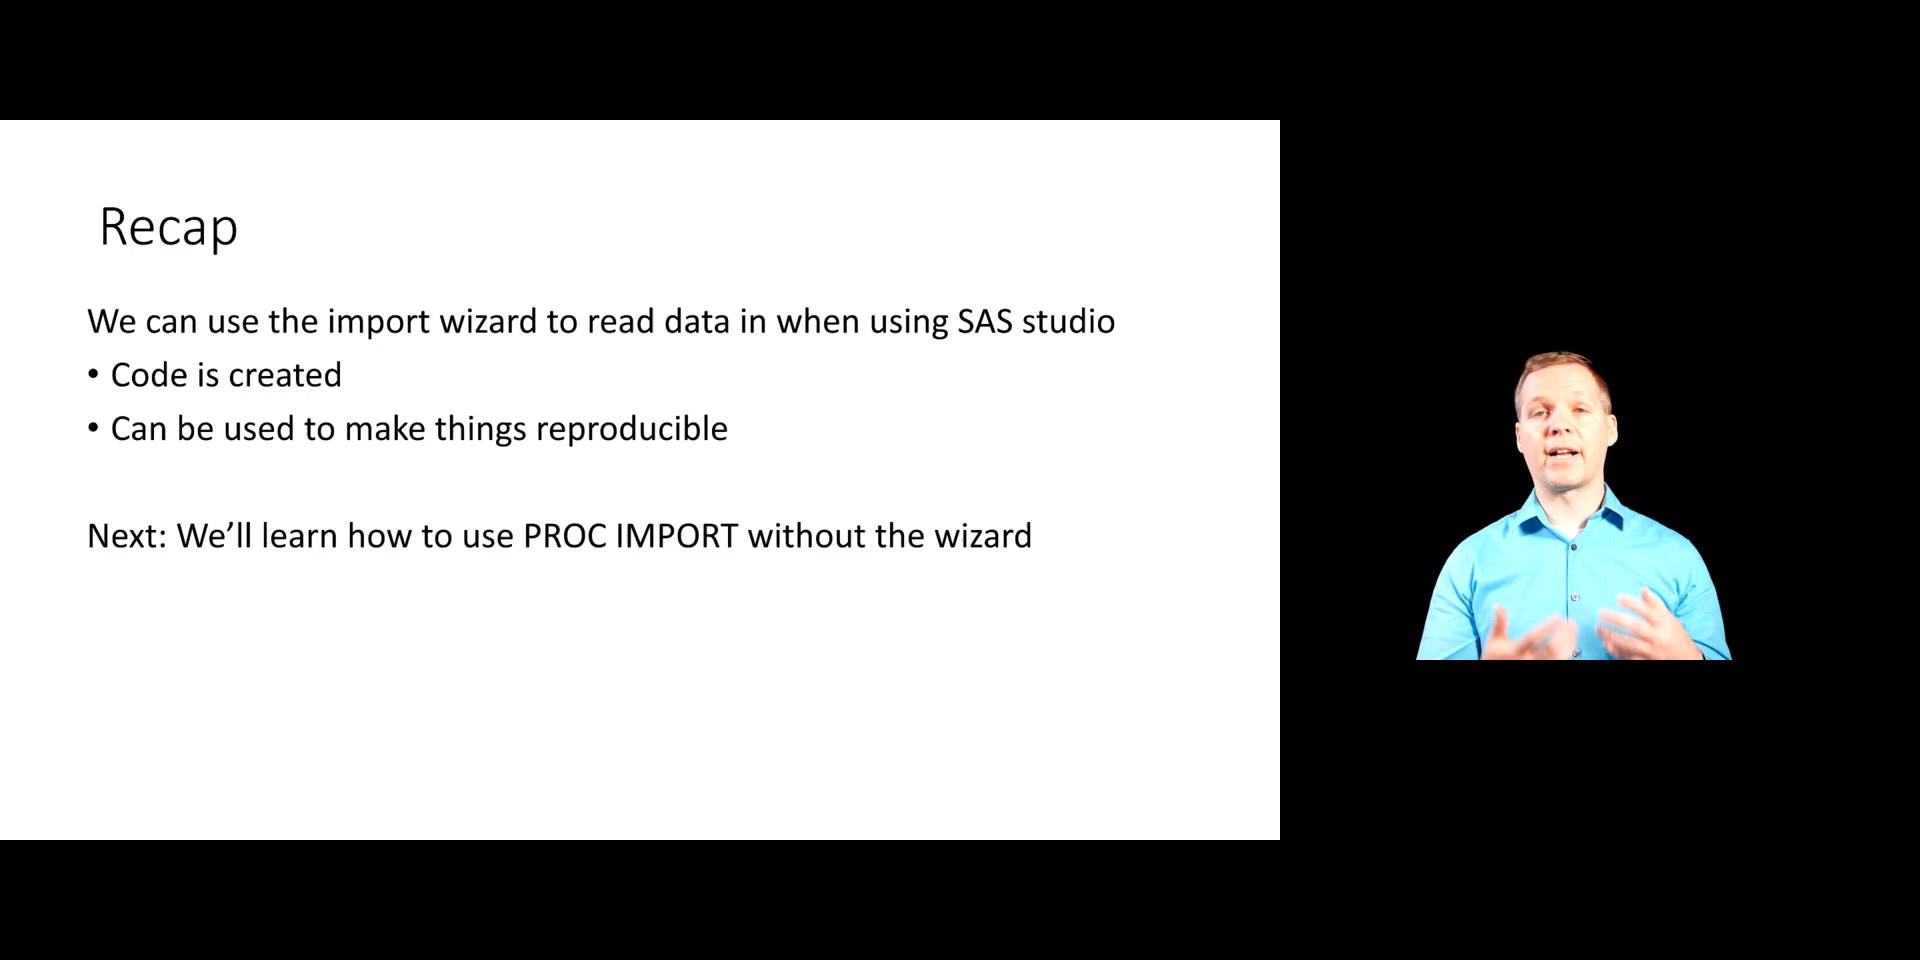 Recap
We can use the import wizard to read data in when using SAS studio
• Code is created
• Can be used to make things reproducible
Next: We’ll learn how to use PROC IMPORT without the wizard